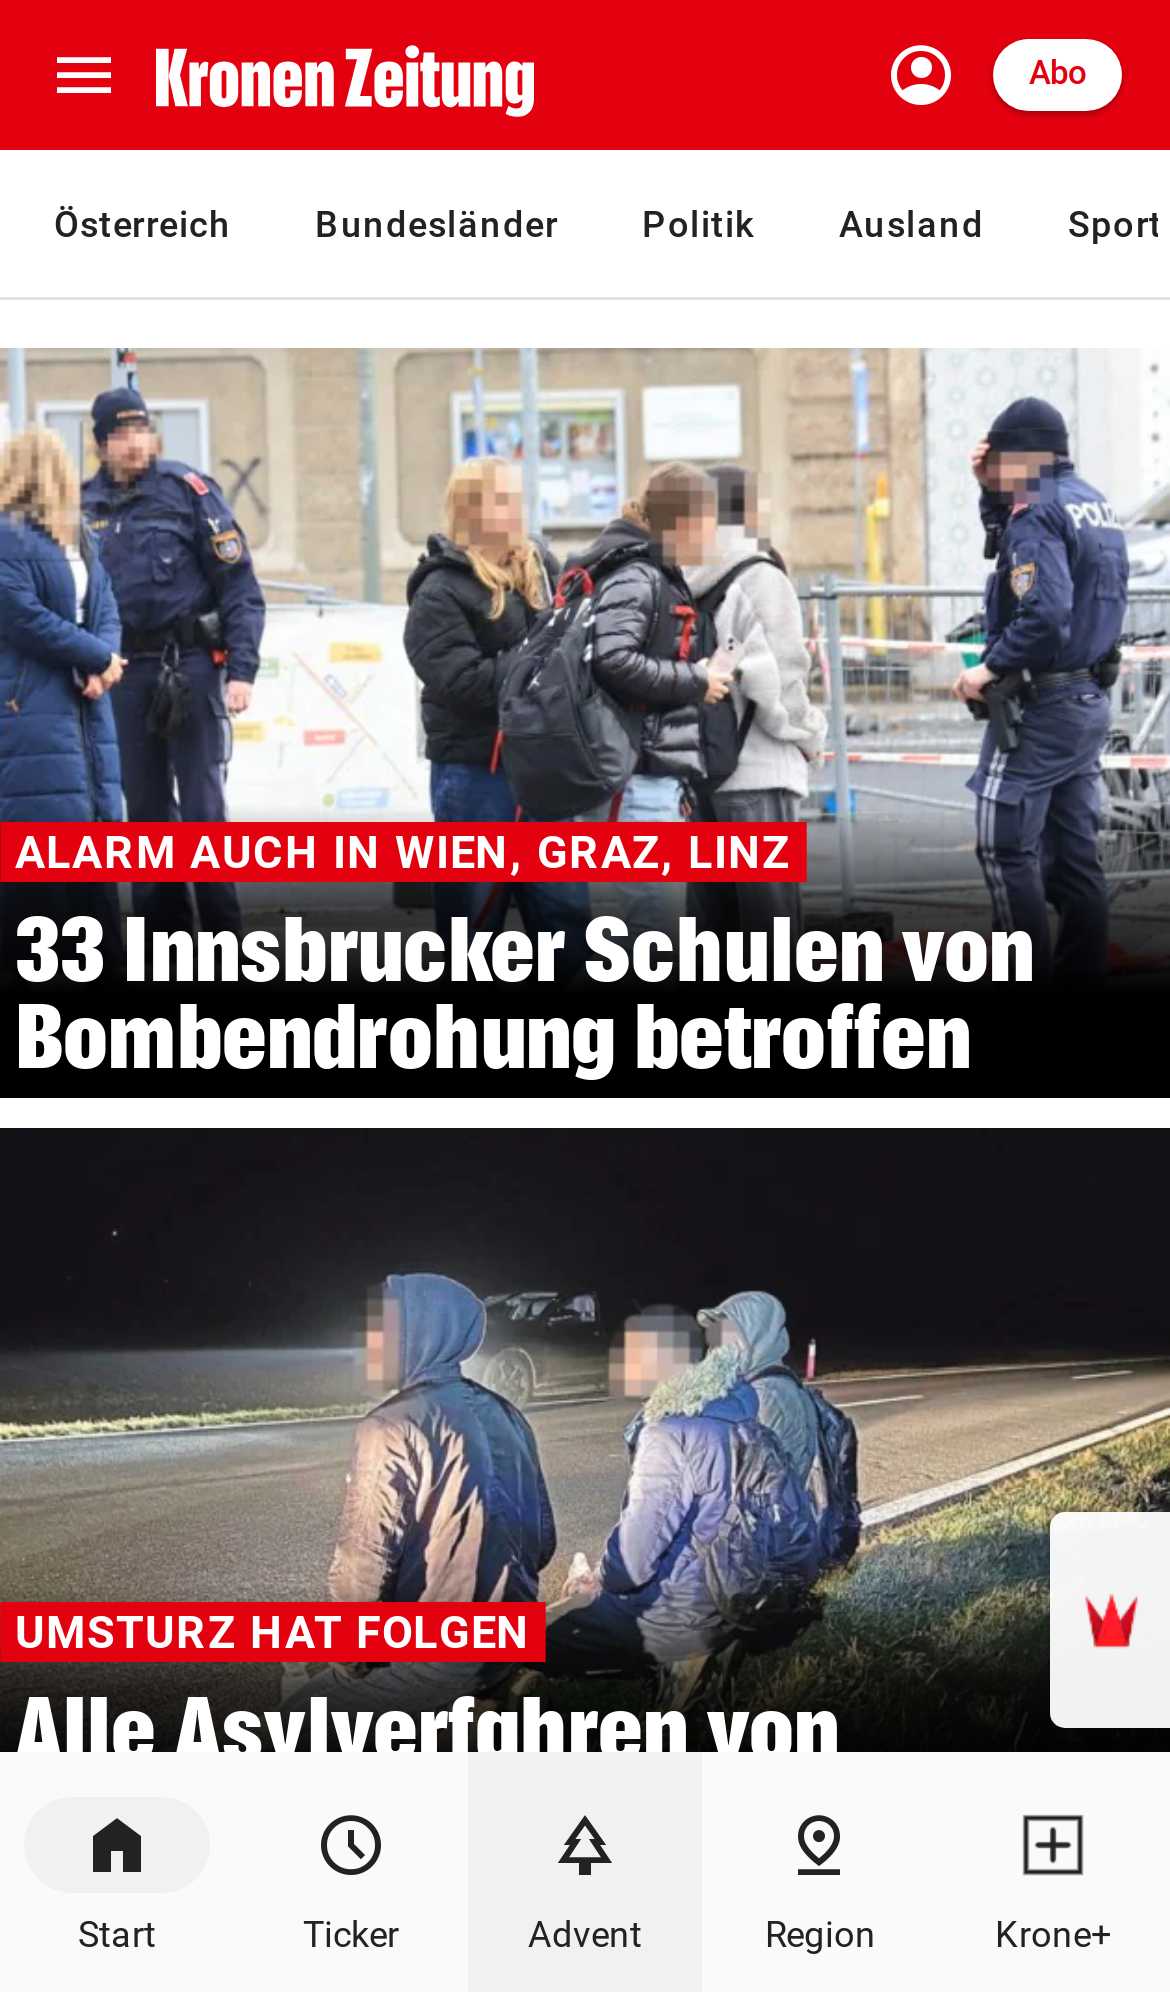 Kronen Zeitung
Abo
Österreich Bundesländer Politik Ausland Sport
POLIZ
ALARM AUCH IN WIEN, GRAZ, LINZ
33 Innsbrucker Schulen von
Bombendrohung betroffen
UMSTURZ HAT FOLGEN
Alle Asylverfahren von
Start Ticker Advent Region Krone+